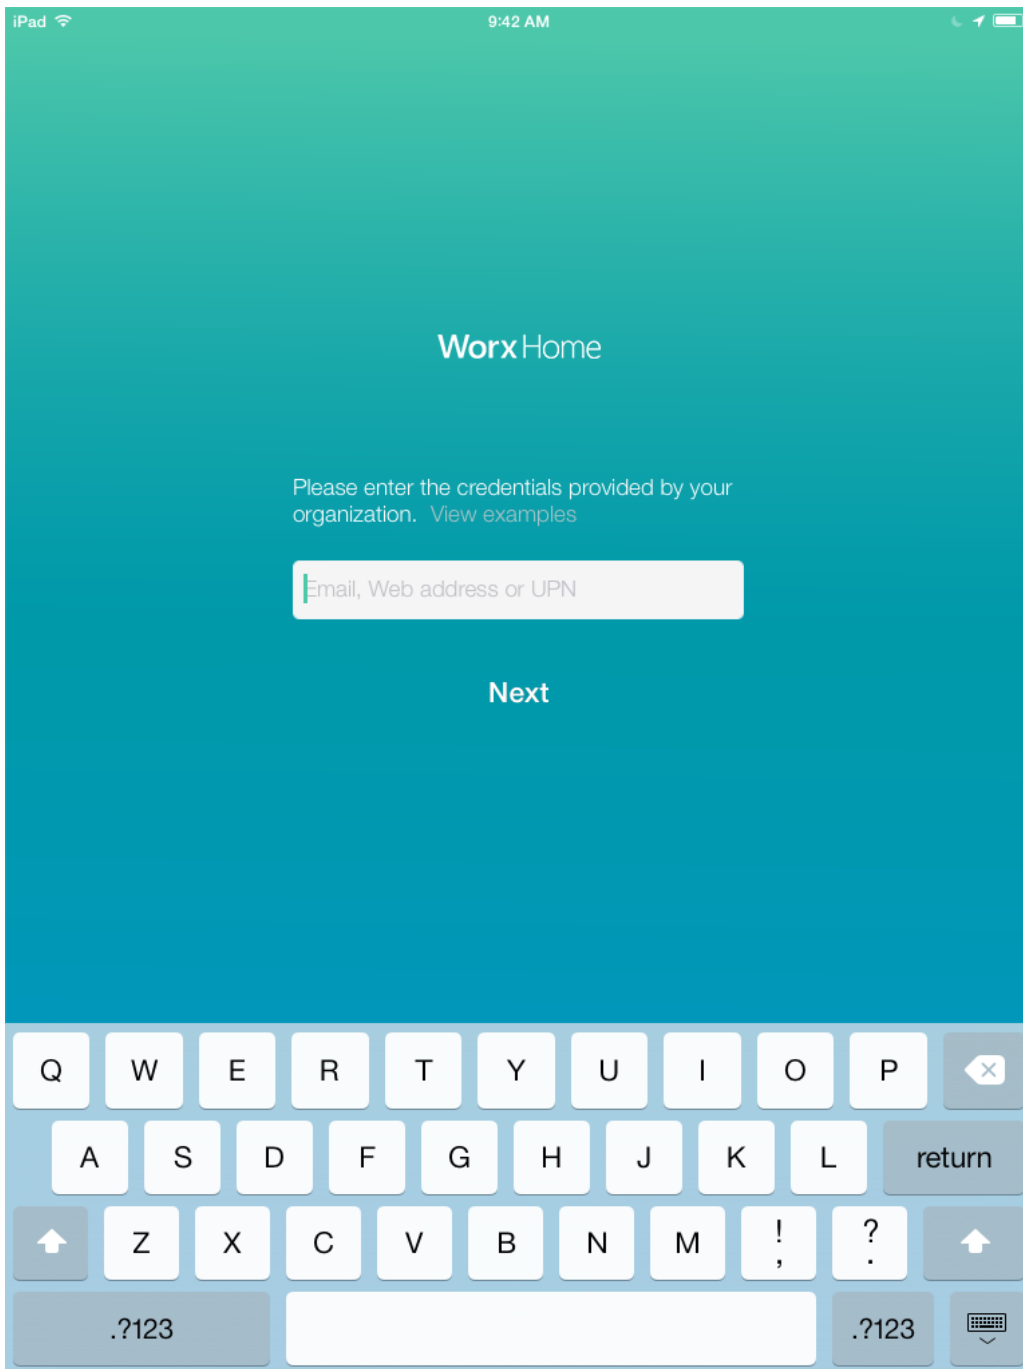 iPad 9:42 AM
Worx Home
Please enter the credentials provided by your
organization. View examples
Email, Web address or UPN
Next
Q W E R T Y U I O P
A S D F G H J K L return
Z X C V B N M ! , ? .
.?123 .?123